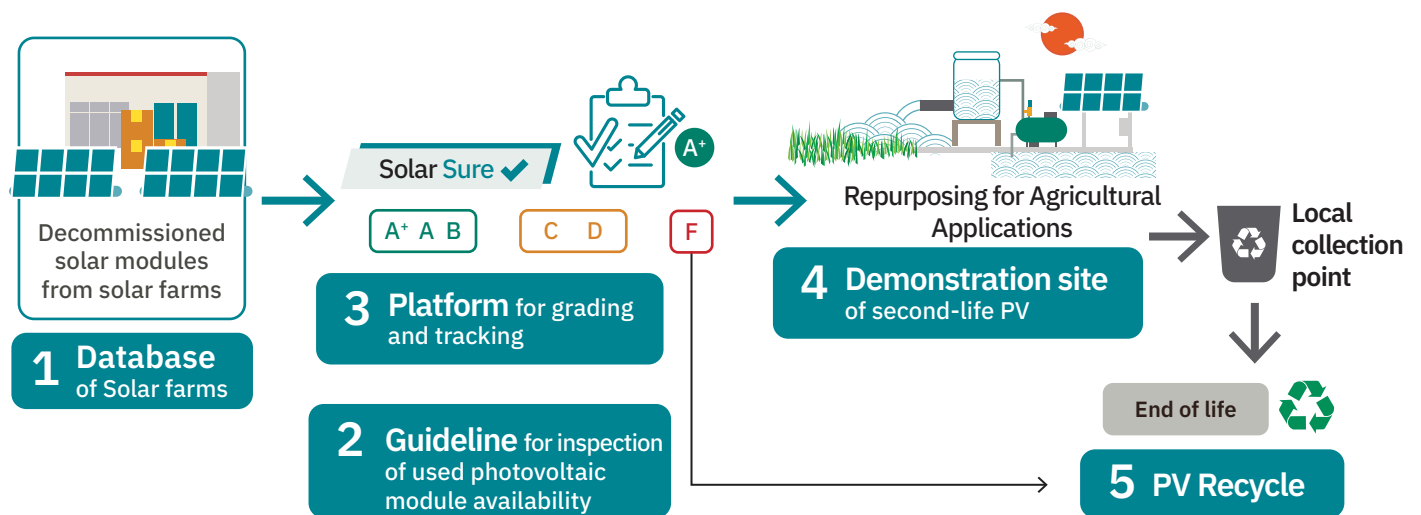 Decommissioned
solar modules
from solar farms
1 Database
of Solar farms
Solar Sure
A+
A+ A B
C D
F
3 Platform for grading
and tracking
2 Guideline for inspection
of used photovoltaic
module availability
Repurposing for Agricultural
Applications
4 Demonstration site
of second-life PV
Local
collection
point
End of life
5 PV Recycle